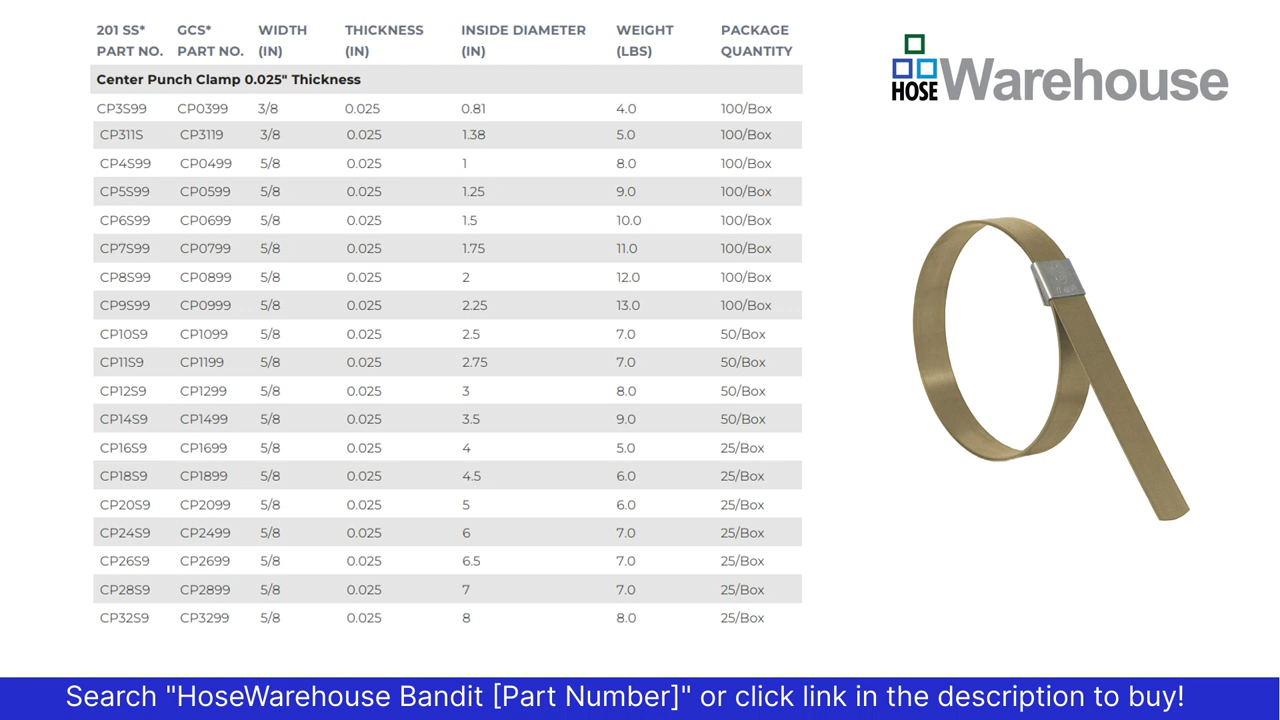 201 SS* GCS* WIDTH THICKNESS INSIDE DIAMETER WEIGHT PACKAGE
PART NO. PART NO. (IN) (IN) (IN) (LBS) QUANTITY
Center Punch Clamp 0.025" Thickness
CP3S99 CP0399 3/8 0.025 0.81 4.0 100/Box
CP311S CP3119 3/8 0.025 1.38 5.0 100/Box
CP4S99 CP0499 5/8 0.025 1 8.0 100/Box
CP5S99 CP0599 5/8 0.025 1.25 9.0 100/Box
CP6S99 CP0699 5/8 0.025 1.5 10.0 100/Box
CP7S99 CP0799 5/8 0.025 1.75 11.0 100/Box
CP8S99 CP0899 5/8 0.025 2 12.0 100/Box
CP9S99 CP0999 5/8 0.025 2.25 13.0 100/Box
CP10S9 CP1099 5/8 0.025 2.5 7.0 50/Box
CP11S9 CP1199 5/8 0.025 2.75 7.0 50/Box
CP12S9 CP1299 5/8 0.025 3 8.0 50/Box
CP14S9 CP1499 5/8 0.025 3.5 9.0 50/Box
CP16S9 CP1699 5/8 0.025 4 5.0 25/Box
CP18S9 CP1899 5/8 0.025 4.5 6.0 25/Box
CP20S9 CP2099 5/8 0.025 5 6.0 25/Box
CP24S9 CP2499 5/8 0.025 6 7.0 25/Box
CP26S9 CP2699 5/8 0.025 6.5 7.0 25/Box
CP28S9 CP2899 5/8 0.025 7 7.0 25/Box
CP32S9 CP3299 5/8 0.025 8 8.0 25/Box
HOSE Warehouse
Search "HoseWarehouse Bandit [Part Number]" or click link in the description to buy!